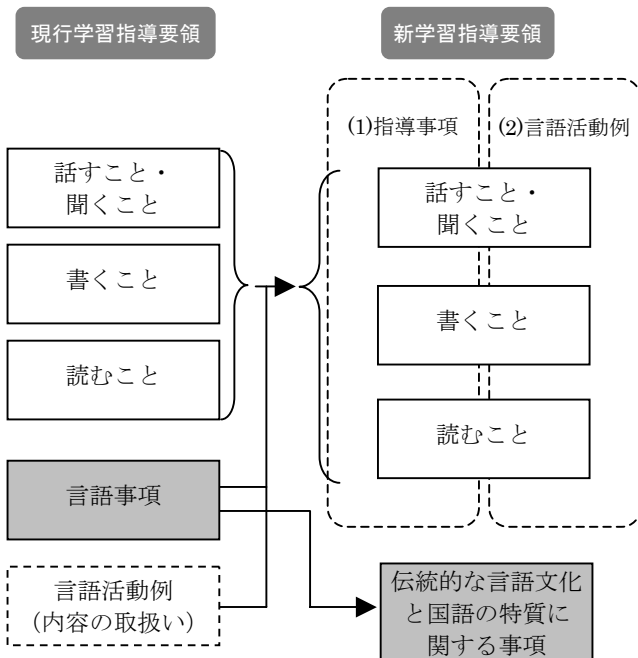 現行学習指導要領
新学習指導要領
(1)指導事項
(2)言語活動例
話すこと・
聞くこと
書くこと
読むこと
言語事項
言語活動例
（内容の取扱い）
話すこと・
聞くこと
書くこと
読むこと
伝統的な言語文化
と国語の特質に
関する事項